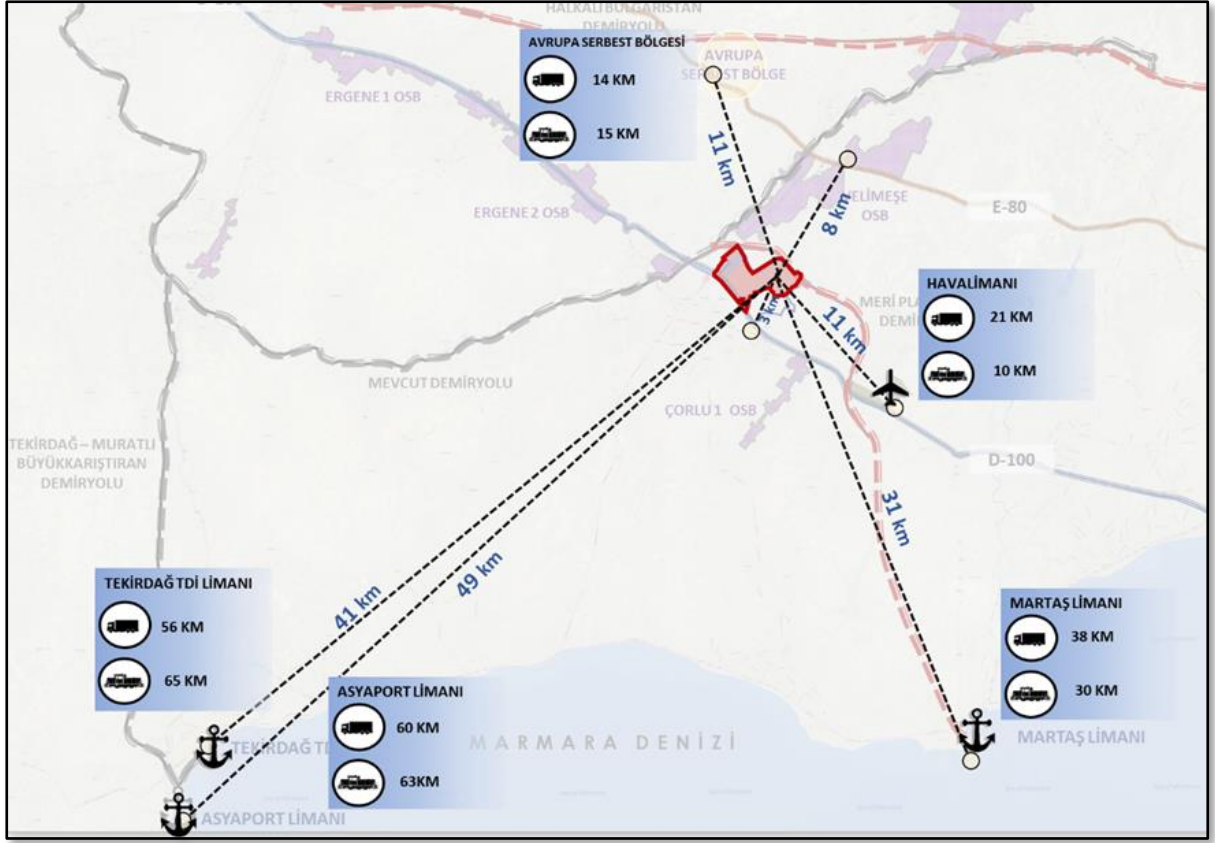 HALKALI BULGARİSTAN
DEMİRYOLU
AVRUPA SERBEST BÖLGESİ
14 KM
15 KM
AVRUPA
SERBEST BÖLGE
ERGENE 1 OSB
11 km
ERGENE 2 OSB
8 km
VELİMEŞE
OSB
E-80
HAVALİMANI
21 KM
10 KM
3 km
11 km
MEVCUT DEMİRYOLU
ÇORLU 1 OSB
TEKİRDAĞ – MURATLI
BÜYÜKKARIŞTIRAN
DEMİRYOLU
D-100
31 km
49 km
41 km
TEKİRDAĞ TDİ LİMANI
56 KM
65 KM
MARTAŞ LİMANI
38 KM
30 KM
ASYAPORT LİMANI
60 KM
63KM
MARMARA DENİZİ
MARTAŞ LİMANI
ASYAPORT LİMANI